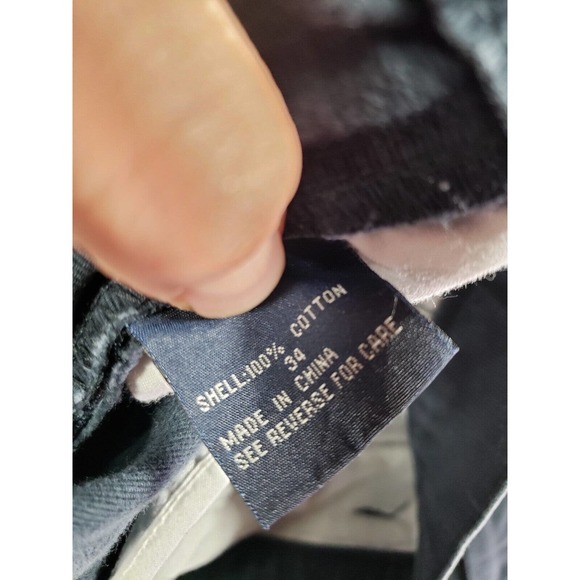 SHELL:100% COTTON
34
MADE IN CHINA
SEE REVERSE FOR CARE